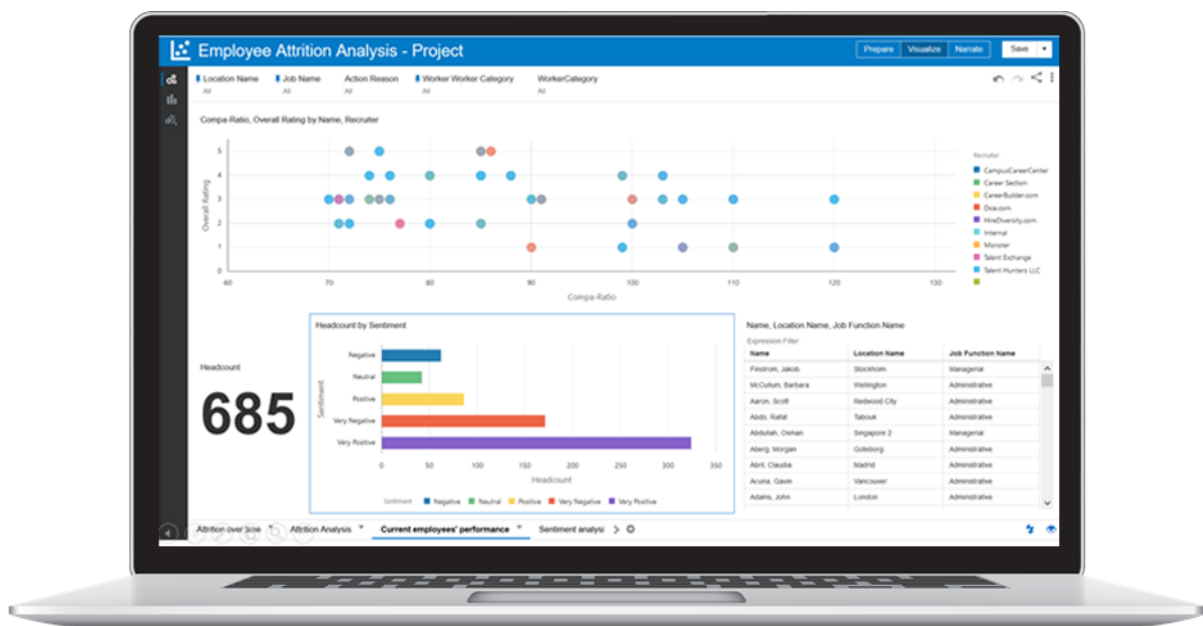 Employee Attrition Analysis - Project
Prepare Visualize Narrate Save
Location Name Job Name Action Reason Worker Worker Category WorkerCategory
All All All All All
Compa-Ratio, Overall Rating by Name, Recruiter
Overall Rating
5
4
3
2
1
0
60 70 80 90 100 110 120 130
Compa-Ratio
Recruiter
CampusCareerCenter
Career Section
CareerBuilder.com
Dice.com
HireDiversity.com
Internal
Monster
Talent Exchange
Talent Hunters LLC
Headcount
685
Headcount by Sentiment
Sentiment
Negative
Neutral
Positive
Very Negative
Very Positive
0 50 100 150 200 250 300 350
Headcount
Sentiment Negative Neutral Positive Very Negative Very Positive
Name, Location Name, Job Function Name
Expression Filter
Name Location Name Job Function Name
Finstrom, Jakob Stockholm Managerial
McCullum, Barbara Wellington Administrative
Aaron, Scott Redwood City Administrative
Abdo, Rafat Tabouk Administrative
Abdullah, Osman Singapore 2 Managerial
Aberg, Morgan Goteborg Administrative
Abril, Claudia Madrid Administrative
Acuna, Gavin Vancouver Administrative
Adams, John London Administrative
Attrition over time Attrition Analysis Current employees' performance Sentiment analysi